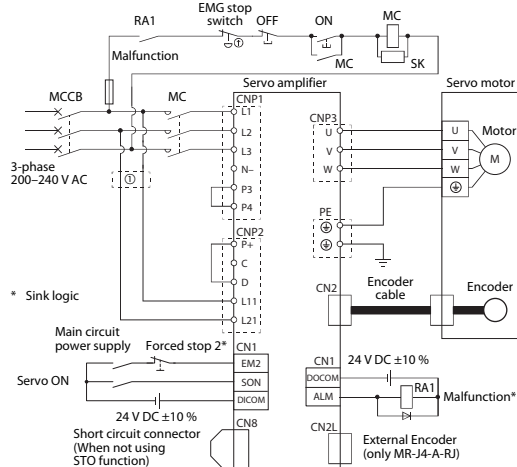 EMG stop
switch
RA1
OFF
ON
MC
Malfunction
MC
SK
Servo amplifier
Servo motor
MCCB
MC
CNP1
L1
L2
L3
N–
P3
P4
CNP3
U
V
W
U
V
W
Motor
M
3-phase
200–240 V AC
①
PE
CNP2
P+
C
D
L11
L21
* Sink logic
CN2
Encoder
cable
Encoder
Main circuit
power supply
Forced stop 2*
Servo ON
CN1
EM2
SON
DICOM
24 V DC ±10 %
CN1
DOCOM
ALM
24 V DC ±10 %
RA1
Malfunction*
Short circuit connector
(When not using
STO function)
CN8
CN2L
External Encoder
(only MR-J4-A-RJ)